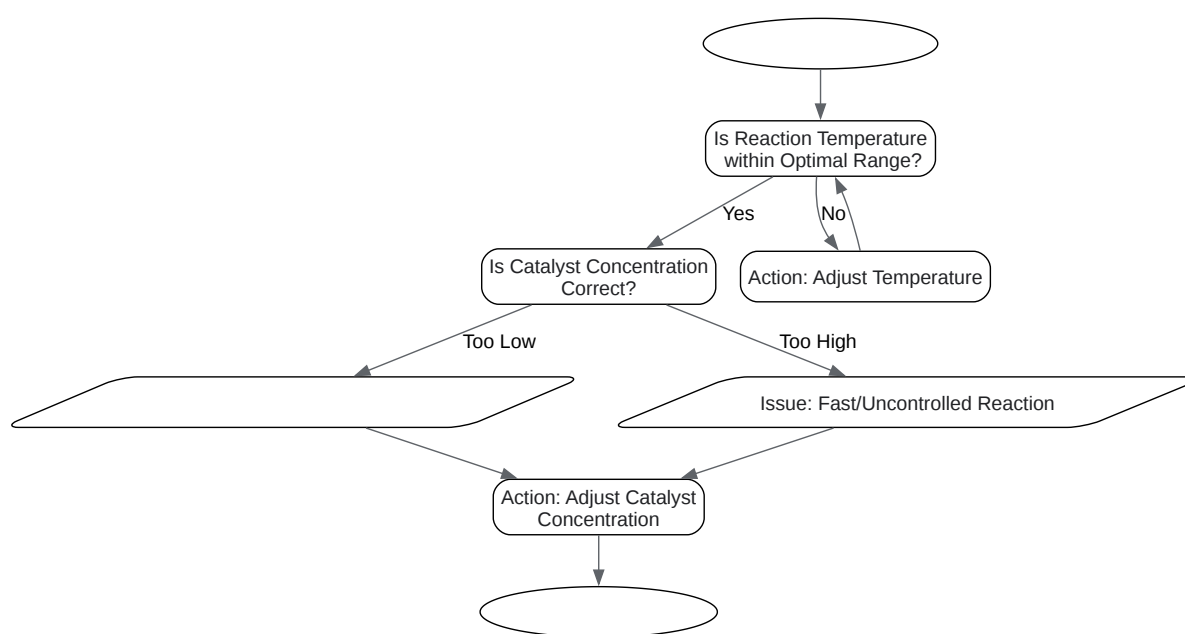 Is Reaction Temperature
within Optimal Range?
Yes
No
Is Catalyst Concentration
Correct?
Action: Adjust Temperature
Too Low
Too High
Issue: Fast/Uncontrolled Reaction
Action: Adjust Catalyst
Concentration